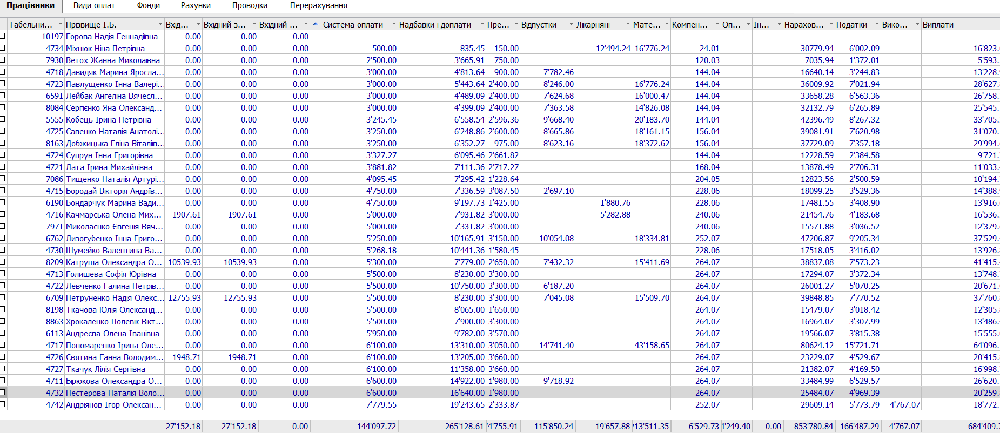 Працівники Види оплат Фонди Рахунки Проводки Перерахування
Табельни... Прізвище І.Б. Вхід... Вхідний з... Вхідний ... Система оплати Надбавки і доплати Пре... Відпустки Лікарняні Мате... Компен... Оп... Ін... Нарахов... Податки Вико... Виплати
10197 Горова Надія Геннадіївна 0.00 0.00 0.00
4734 Міхнюк Ніна Петрівна 0.00 0.00 0.00 500.00 835.45 150.00 12'494.24 16'776.24 24.01 30779.94 6'002.09 16'823.
7930 Ветох Жанна Миколаївна 0.00 0.00 0.00 2'500.00 3'665.91 750.00 120.03 7035.94 1'372.01 5'593.
4718 Давидяк Марина Яросла... 0.00 0.00 0.00 3'000.00 4'813.64 900.00 7'782.46 144.04 16640.14 3'244.83 13'228.
4723 Павлущенко Інна Валері... 0.00 0.00 0.00 3'000.00 5'443.64 2'400.00 8'246.00 16'776.24 144.04 36009.92 7'021.94 28'627.
6591 Лейбак Ангеліна Вячесл... 0.00 0.00 0.00 3'000.00 4'489.09 2'400.00 7'624.68 16'000.47 144.04 33658.28 6'563.36 26'758.
8084 Сергієнко Яна Олександ... 0.00 0.00 0.00 3'000.00 4'399.09 2'400.00 7'363.58 14'826.08 144.04 32132.79 6'265.89 25'545.
5555 Кобець Ірина Петрівна 0.00 0.00 0.00 3'245.45 6'558.54 2'596.36 9'668.40 20'183.70 144.04 42396.49 8'267.32 33'705.
4725 Савенко Наталія Анатолі... 0.00 0.00 0.00 3'250.00 6'248.86 2'600.00 8'665.86 18'161.15 156.04 39081.91 7'620.98 31'070.
8163 Добжицька Еліна Віталіїв... 0.00 0.00 0.00 3'250.00 6'352.27 975.00 8'623.16 18'372.62 156.04 37729.09 7'357.18 29'994.
4724 Супрун Інна Григорівна 0.00 0.00 0.00 3'327.27 6'095.46 2'661.82 144.04 12228.59 2'384.58 9'721.
4721 Лата Ірина Михайлівна 0.00 0.00 0.00 3'881.82 7'111.36 2'717.27 168.04 13878.49 2'706.31 11'033.
7086 Тищенко Наталія Артурі... 0.00 0.00 0.00 4'095.45 7'295.42 1'228.64 204.05 12823.56 2'500.59 10'194.
4715 Бородай Вікторія Андріїв... 0.00 0.00 0.00 4'750.00 7'336.59 3'087.50 2'697.10 228.06 18099.25 3'529.36 14'388.
6190 Бондарчук Марина Вади... 0.00 0.00 0.00 4'750.00 9'197.73 1'425.00 1'880.76 228.06 17481.55 3'408.90 13'916.
4716 Качмарська Олена Мих... 1907.61 1907.61 0.00 5'000.00 7'931.82 3'000.00 5'282.88 240.06 21454.76 4'183.68 16'536.
7971 Миколаєнко Євгенія Вяч... 0.00 0.00 0.00 5'000.00 7'331.82 3'000.00 240.06 15571.88 3'036.52 12'379.
6762 Лизогубенко Інна Григо... 0.00 0.00 0.00 5'250.00 10'165.91 3'150.00 10'054.08 18'334.81 252.07 47206.87 9'205.34 37'529.
4730 Шумейко Валентина Ва... 0.00 0.00 0.00 5'268.18 10'441.36 1'580.45 228.06 17518.05 3'416.02 13'926.
8209 Катруша Олександра О... 10539.93 10539.93 0.00 5'300.00 7'779.00 2'650.00 7'432.32 15'411.69 264.07 38837.08 7'573.23 41'415.
4713 Голишева Софія Юріївна 0.00 0.00 0.00 5'500.00 8'230.00 3'300.00 264.07 17294.07 3'372.34 13'748.
4722 Левченко Галина Петрів... 0.00 0.00 0.00 5'500.00 10'750.00 3'300.00 6'187.20 264.07 26001.27 5'070.25 20'671.
6709 Петруненко Надія Олекс... 12755.93 12755.93 0.00 5'500.00 8'230.00 3'300.00 7'045.08 15'509.70 264.07 39848.85 7'770.52 37'760.
8198 Ткачова Юлія Олександ... 0.00 0.00 0.00 5'500.00 8'065.00 1'650.00 264.07 15479.07 3'018.42 12'305.
8863 Хрокаленко-Полевік Вікт... 0.00 0.00 0.00 5'500.00 7'900.00 3'300.00 264.07 16964.07 3'307.99 13'486.
6113 Андреєва Олена Іванівна 0.00 0.00 0.00 5'950.00 9'782.00 3'570.00 264.07 19566.07 3'815.38 15'555.
4717 Пономаренко Ірина Оле... 0.00 0.00 0.00 6'100.00 13'310.00 3'050.00 14'741.40 43'158.65 264.07 80624.12 15'721.71 64'096.
4726 Святина Ганна Володим... 1948.71 1948.71 0.00 6'100.00 13'205.00 3'660.00 264.07 23229.07 4'529.67 20'415.
4727 Ткачук Лілія Сергіївна 0.00 0.00 0.00 6'100.00 11'358.00 3'660.00 264.07 21382.07 4'169.50 16'998.
4711 Бірюкова Олександра О... 0.00 0.00 0.00 6'600.00 14'922.00 1'980.00 9'718.92 264.07 33484.99 6'529.57 26'620.
4732 Нестерова Наталія Воло... 0.00 0.00 0.00 6'600.00 16'640.00 1'980.00 264.07 25484.07 4'969.39 20'259.
4742 Андріянов Ігор Олексан... 0.00 0.00 0.00 7'779.55 19'243.65 2'333.87 252.07 29609.14 5'773.79 4'767.07 18'772.
27'152.18 27'152.18 0.00 144'097.72 265'128.61 '4'755.91 115'850.24 19'657.88 13'511.35 6'529.73 4'249.40 0.00 853'780.84 166'487.29 4'767.07 684'409.